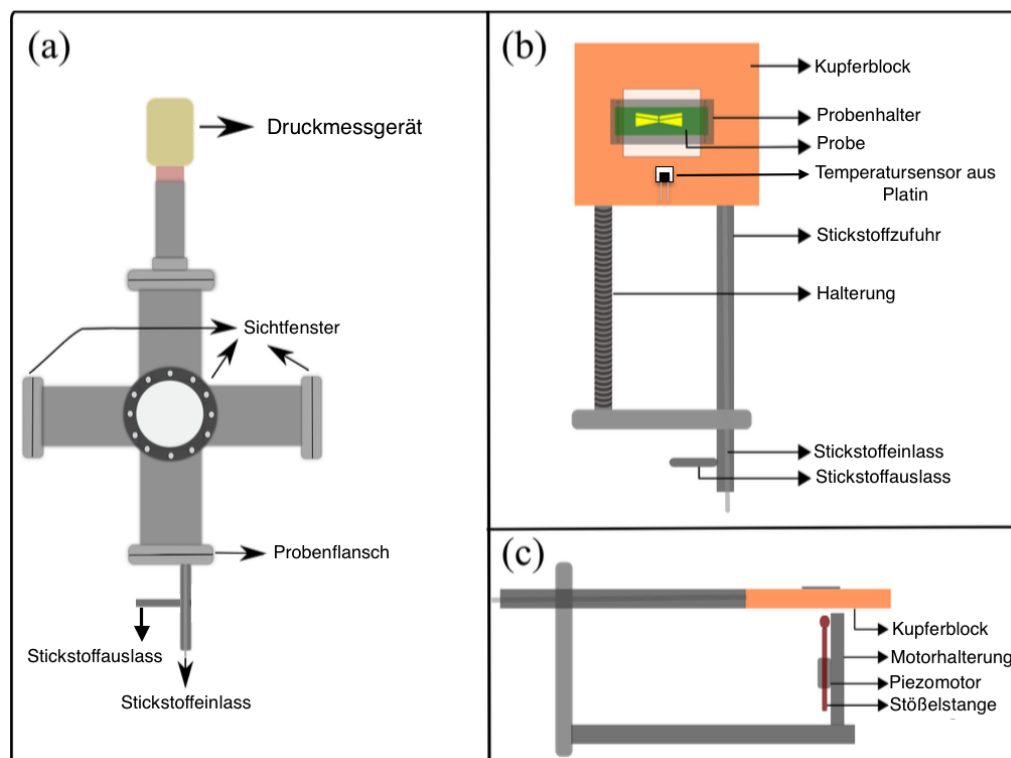 (a)
Druckmessgerät
Sichtfenster
Probenflansch
Stickstoffauslass
Stickstoffeinlass
(b)
Kupferblock
Probenhalter
Probe
Temperatursensor aus
Platin
Stickstoffzufuhr
Halterung
Stickstoffeinlass
Stickstoffauslass
(c)
Kupferblock
Motorhalterung
Piezomotor
Stößelstange